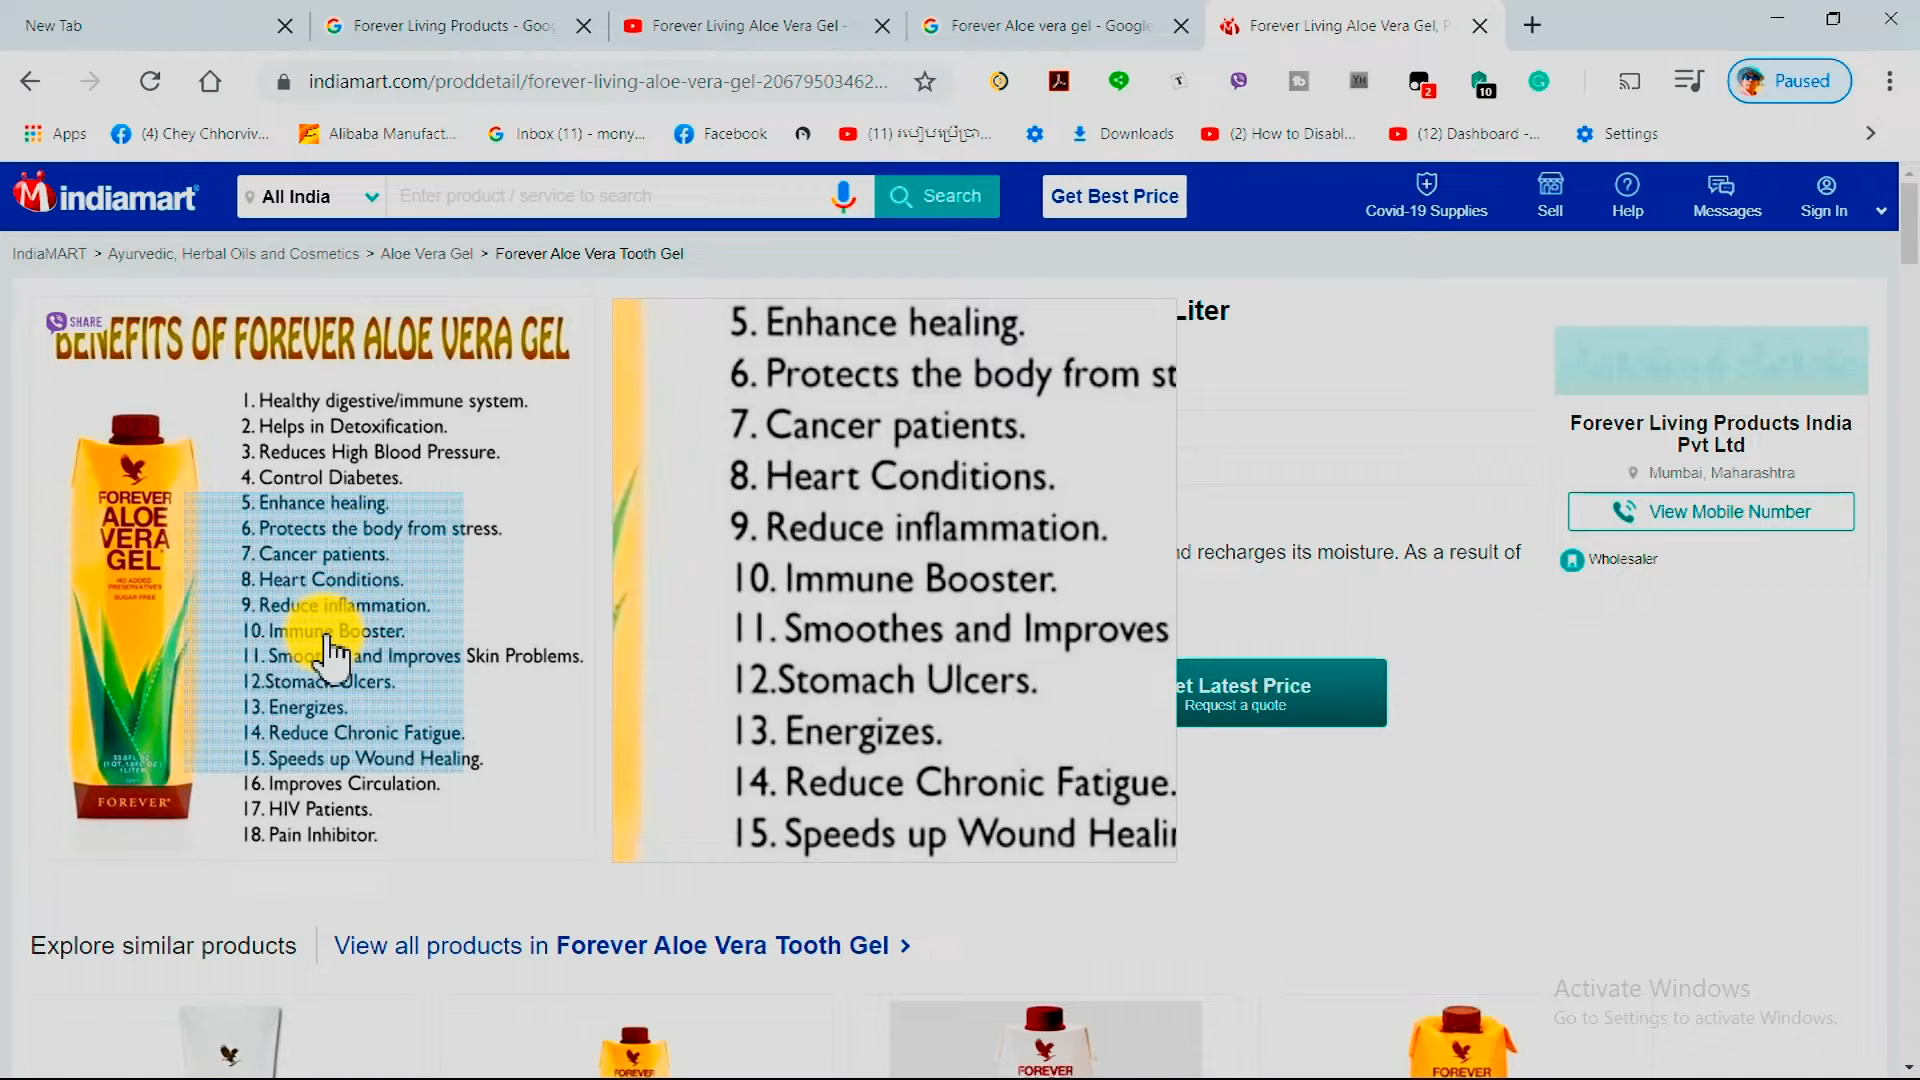 New Tab
Forever Living Products - Goog
Forever Living Aloe Vera Gel -
Forever Aloe vera gel - Google
Forever Living Aloe Vera Gel, P
indiamart.com/proddetail/forever-living-aloe-vera-gel-20679503462...
2
10
Paused
Apps
(4) Chey Chhorviv...
Alibaba Manufact...
Inbox (11) - mony...
Facebook
Downloads
(2) How to Disabl...
(12) Dashboard -...
Settings
indiamart
All India
Enter product / service to search
Search
Get Best Price
Covid-19 Supplies
Sell
Help
Messages
Sign In
IndiaMART > Ayurvedic, Herbal Oils and Cosmetics > Aloe Vera Gel > Forever Aloe Vera Tooth Gel
SHARE
BENEFITS OF FOREVER ALOE VERA GEL
1. Healthy digestive/immune system.
2. Helps in Detoxification.
3. Reduces High Blood Pressure.
4. Control Diabetes.
5. Enhance healing.
6. Protects the body from stress.
7. Cancer patients.
8. Heart Conditions.
9. Reduce inflammation.
10. Immune Booster.
11. Smoothes and Improves Skin Problems.
12.Stomach Ulcers.
13. Energizes.
14. Reduce Chronic Fatigue.
15. Speeds up Wound Healing.
16. Improves Circulation.
17. HIV Patients.
18. Pain Inhibitor.
FOREVER
ALOE
VERA
GEL
NO ADDED
PRESERVATIVES
SUGAR FREE
1 LITER
FOREVER
5. Enhance healing.
6. Protects the body from st
7. Cancer patients.
8. Heart Conditions.
9. Reduce inflammation.
10. Immune Booster.
11. Smoothes and Improves
12.Stomach Ulcers.
13. Energizes.
14. Reduce Chronic Fatigue.
15. Speeds up Wound Healin
Liter
d recharges its moisture. As a result of
et Latest Price
Request a quote
Forever Living Products India
Pvt Ltd
Mumbai, Maharashtra
View Mobile Number
Wholesaler
Explore similar products
View all products in Forever Aloe Vera Tooth Gel >
FOREVER
FOREVER
FOREVER
Activate Windows
Go to Settings to activate Windows.